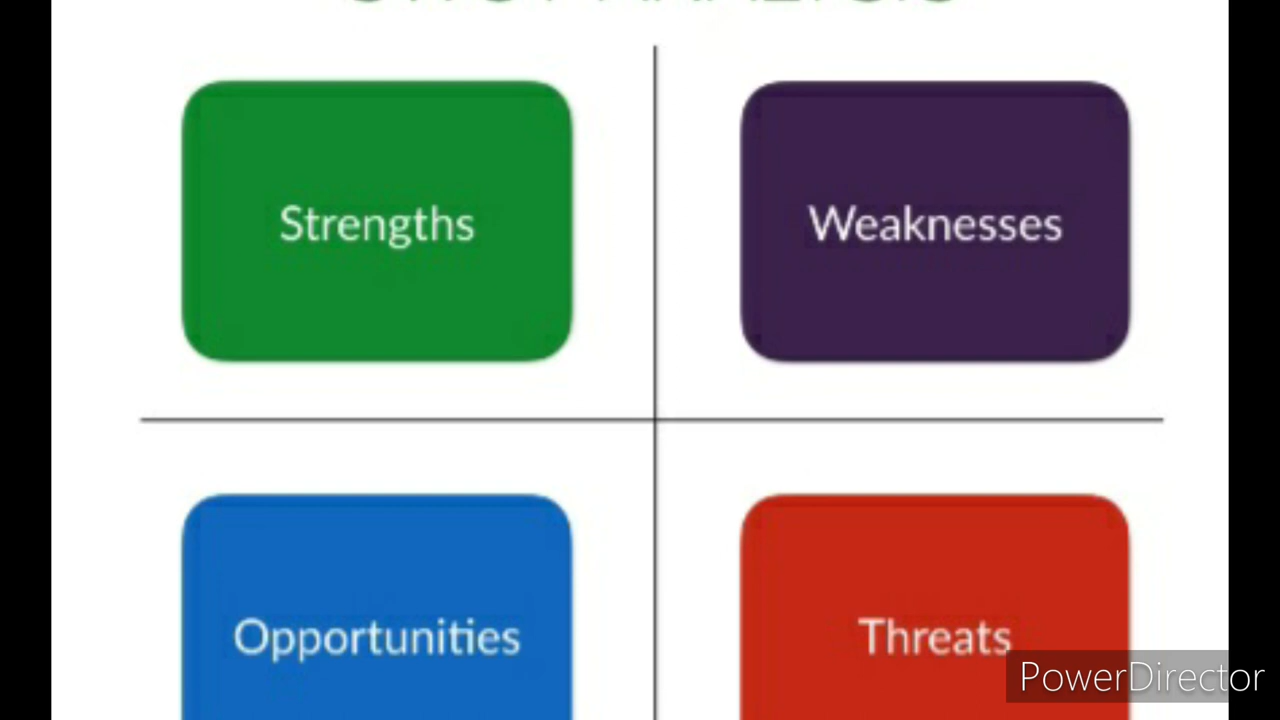 Strengths
Weaknesses
Opportunities
Threats
PowerDirector